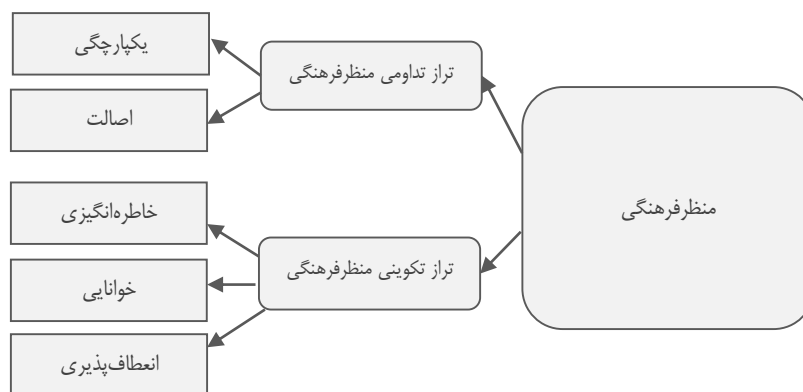 منظرفرهنگی
تراز تداومی منظرفرهنگی
یکپارچگی
اصالت
تراز تکوینی منظرفرهنگی
خاطره‌انگیزی
خوانایی
انعطاف‌پذیری